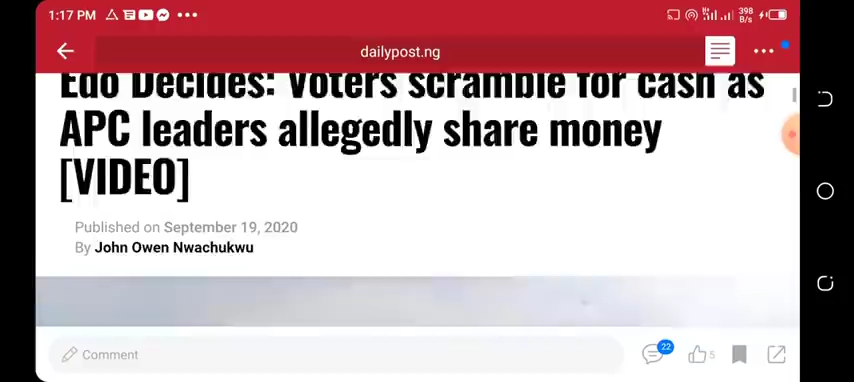 1:17 PM
398
B/s
dailypost.ng
Edo Decides: Voters scramble for cash as
APC leaders allegedly share money
[VIDEO]
Published on September 19, 2020
By John Owen Nwachukwu
Comment
22
5